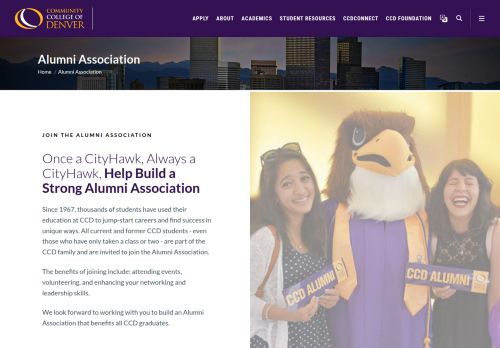 COMMUNITY
COLLEGE OF
DENVER
APPLY
ABOUT
ACADEMICS
STUDENT RESOURCES
CCDCONNECT
CCD FOUNDATION
Alumni Association
Home / Alumni Association
JOIN THE ALUMNI ASSOCIATION
Once a CityHawk, Always a
CityHawk, Help Build a
Strong Alumni Association
Since 1967, thousands of students have used their
education at CCD to jump-start careers and find success in
unique ways. All current and former CCD students - even
those who have only taken a class or two - are part of the
CCD family and are invited to join the Alumni Association.
The benefits of joining include: attending events,
volunteering, and enhancing your networking and
leadership skills.
We look forward to working with you to build an Alumni
Association that benefits all CCD graduates.
CCD ALUMNI
CCD ALUMNI